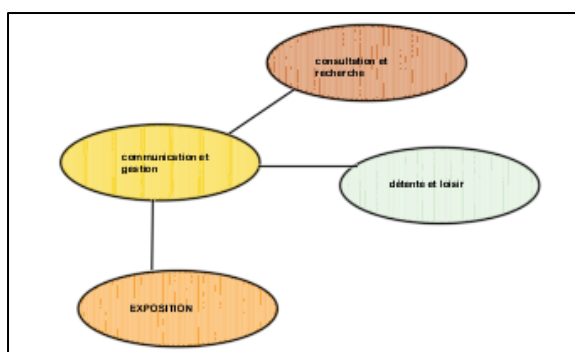 consultation et
recherche
communication et
gestion
détente et loisir
EXPOSITION